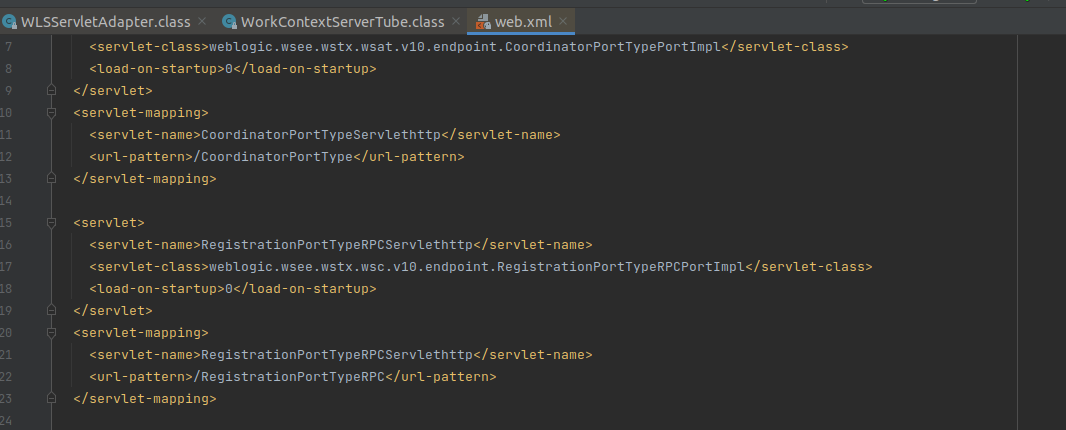 WLSServletAdapter.class WorkContextServerTube.class web.xml
7 <servlet-class>weblogic.wsee.wstx.wsat.v10.endpoint.CoordinatorPortTypePortImpl</servlet-class>
8 <load-on-startup>0</load-on-startup>
9 </servlet>
10 <servlet-mapping>
11 <servlet-name>CoordinatorPortTypeServlethttp</servlet-name>
12 <url-pattern>/CoordinatorPortType</url-pattern>
13 </servlet-mapping>
14
15 <servlet>
16 <servlet-name>RegistrationPortTypeRPCServlethttp</servlet-name>
17 <servlet-class>weblogic.wsee.wstx.wsc.v10.endpoint.RegistrationPortTypeRPCPortImpl</servlet-class>
18 <load-on-startup>0</load-on-startup>
19 </servlet>
20 <servlet-mapping>
21 <servlet-name>RegistrationPortTypeRPCServlethttp</servlet-name>
22 <url-pattern>/RegistrationPortTypeRPC</url-pattern>
23 </servlet-mapping>
24